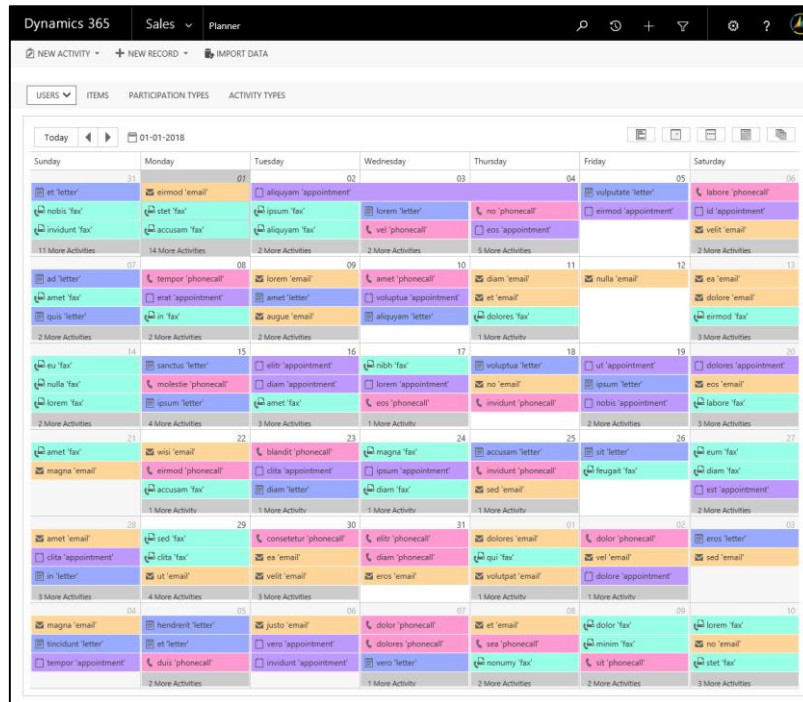 Dynamics 365 Sales Planner ?
NEW ACTIVITY NEW RECORD IMPORT DATA
USERS ITEMS PARTICIPATION TYPES ACTIVITY TYPES
Today 01-01-2018
Sunday Monday Tuesday Wednesday Thursday Friday Saturday
31 01 02 03 04 05 06
et 'letter' eirmod 'email' aliquyam 'appointment' vulputate 'letter' labore 'phonecall'
nobis 'fax' stet 'fax' ipsum 'fax' lorem 'letter' no 'phonecall' eirmod 'appointment' id 'appointment'
invidunt 'fax' accusam 'fax' aliquyam 'fax' vel 'phonecall' eos 'appointment' velit 'email'
11 More Activities 14 More Activities 2 More Activities 2 More Activities 5 More Activities 2 More Activities
07 08 09 10 11 12 13
ad 'letter' tempor 'phonecall' lorem 'email' amet 'phonecall' diam 'email' nulla 'email' ea 'email'
amet 'fax' erat 'appointment' amet 'letter' voluptua 'appointment' et 'email' dolore 'email'
quis 'letter' in 'fax' augue 'email' aliquyam 'letter' dolores 'fax' eirmod 'fax'
2 More Activities 2 More Activities 2 More Activities 1 More Activity 3 More Activities
14 15 16 17 18 19 20
eu 'fax' sanctus 'letter' elitr 'appointment' nibh 'fax' voluptua 'letter' ut 'appointment' dolores 'appointment'
nulla 'fax' molestie 'phonecall' diam 'appointment' lorem 'appointment' no 'email' ipsum 'letter' eos 'email'
lorem 'fax' ipsum 'letter' amet 'fax' eos 'phonecall' invidunt 'phonecall' nobis 'appointment' labore 'fax'
2 More Activities 4 More Activities 3 More Activities 1 More Activity 2 More Activities 3 More Activities
21 22 23 24 25 26 27
amet 'fax' wisi 'email' blandit 'phonecall' magna 'fax' accusam 'letter' sit 'letter' eum 'fax'
magna 'email' eirmod 'phonecall' clita 'appointment' ipsum 'appointment' invidunt 'phonecall' feugait 'fax' diam 'fax'
accusam 'fax' diam 'letter' diam 'fax' sed 'email' est 'appointment'
1 More Activity 1 More Activity 1 More Activity 1 More Activity 2 More Activities
28 29 30 31 01 02 03
amet 'email' sed 'fax' consetetur 'phonecall' elitr 'phonecall' dolores 'email' dolor 'phonecall' eros 'letter'
clita 'appointment' clita 'fax' ea 'email' diam 'phonecall' qui 'fax' vel 'email' sed 'email'
in 'letter' ut 'email' velit 'email' eros 'email' volutpat 'email' dolore 'appointment'
3 More Activities 4 More Activities 3 More Activities 1 More Activity 1 More Activity
04 05 06 07 08 09 10
magna 'email' hendrerit 'letter' justo 'email' dolor 'phonecall' et 'email' dolor 'fax' lorem 'fax'
tincidunt 'letter' et 'letter' vero 'appointment' dolores 'phonecall' sea 'phonecall' minim 'fax' no 'email'
tempor 'appointment' duis 'phonecall' invidunt 'appointment' vero 'letter' nonumy 'fax' sit 'phonecall' stet 'fax'
2 More Activities 1 More Activity 2 More Activities 2 More Activities 3 More Activities